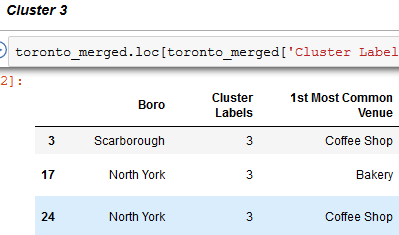 Cluster 3
toronto_merged.loc[toronto_merged['Cluster Label
2]:
Boro Cluster Labels 1st Most Common Venue
3 Scarborough 3 Coffee Shop
17 North York 3 Bakery
24 North York 3 Coffee Shop